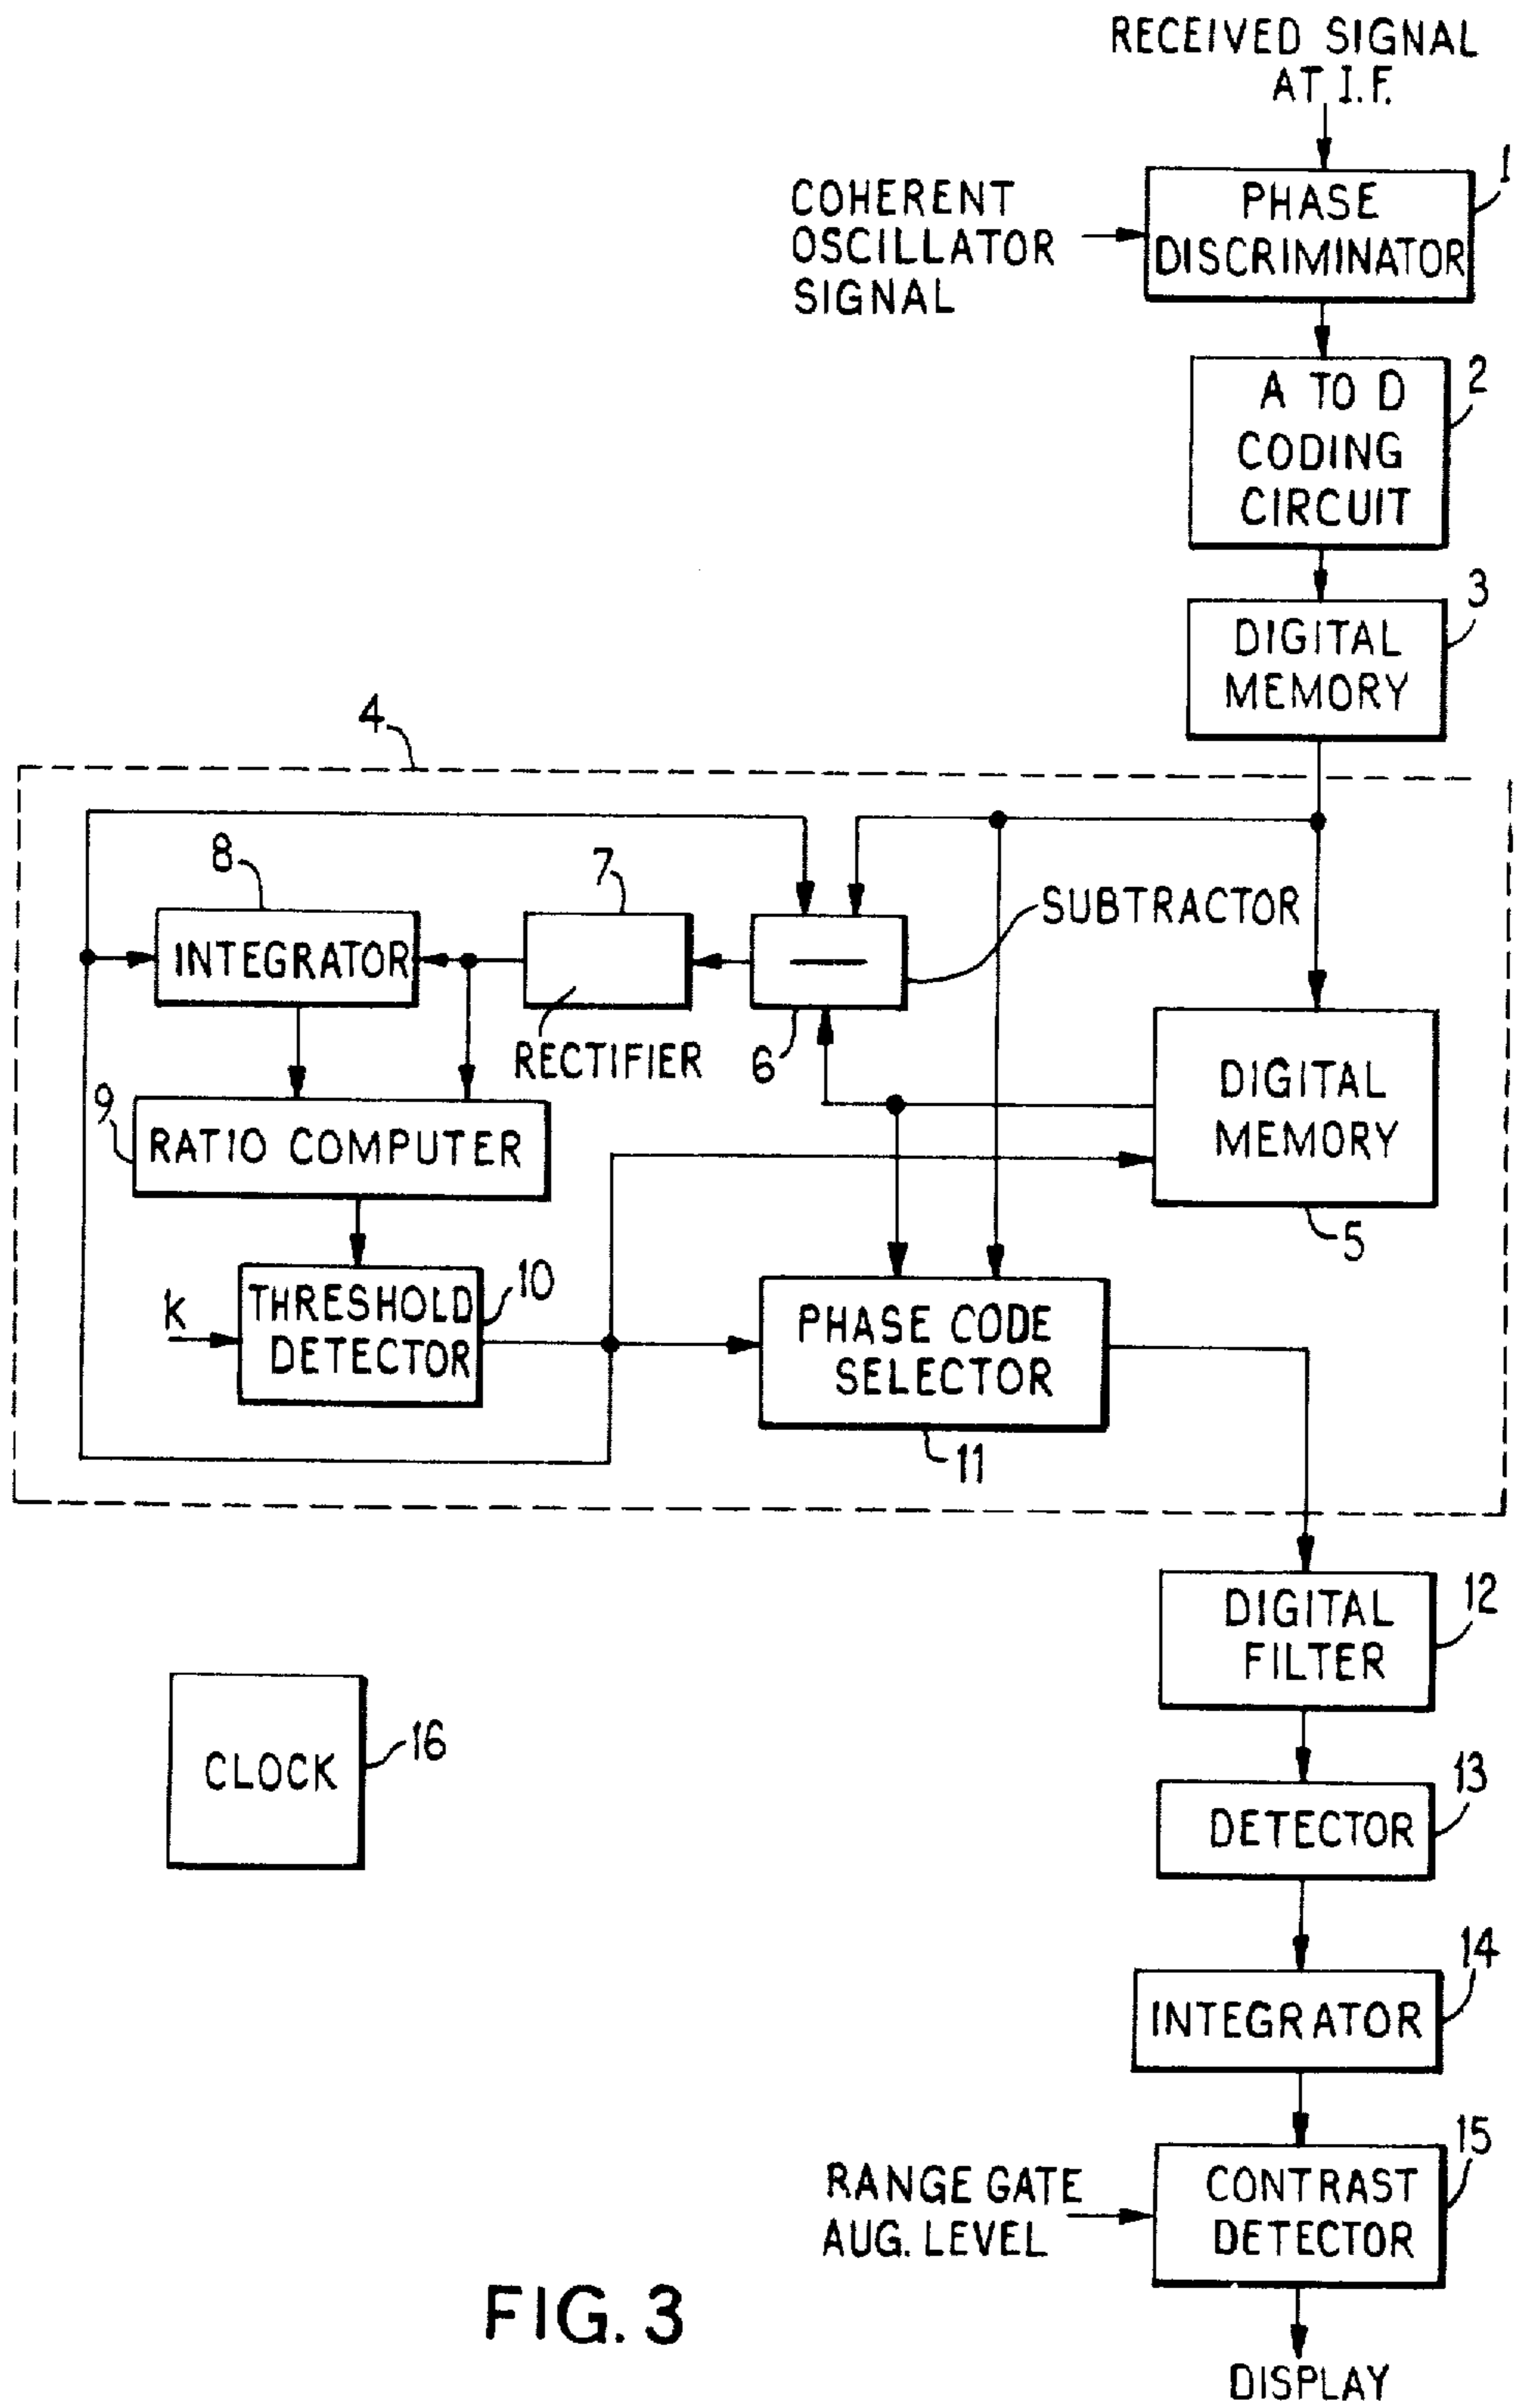 RECEIVED SIGNAL
AT I.F.
1
COHERENT
OSCILLATOR
SIGNAL
PHASE
DISCRIMINATOR
2
A TO D
CODING
CIRCUIT
3
DIGITAL
MEMORY
4
8
7
INTEGRATOR
SUBTRACTOR
RECTIFIER
6
DIGITAL
MEMORY
5
9
RATIO COMPUTER
k
THRESHOLD
DETECTOR
10
PHASE CODE
SELECTOR
11
12
DIGITAL
FILTER
CLOCK
16
13
DETECTOR
14
INTEGRATOR
15
RANGE GATE
AUG. LEVEL
CONTRAST
DETECTOR
FIG. 3
DISPLAY